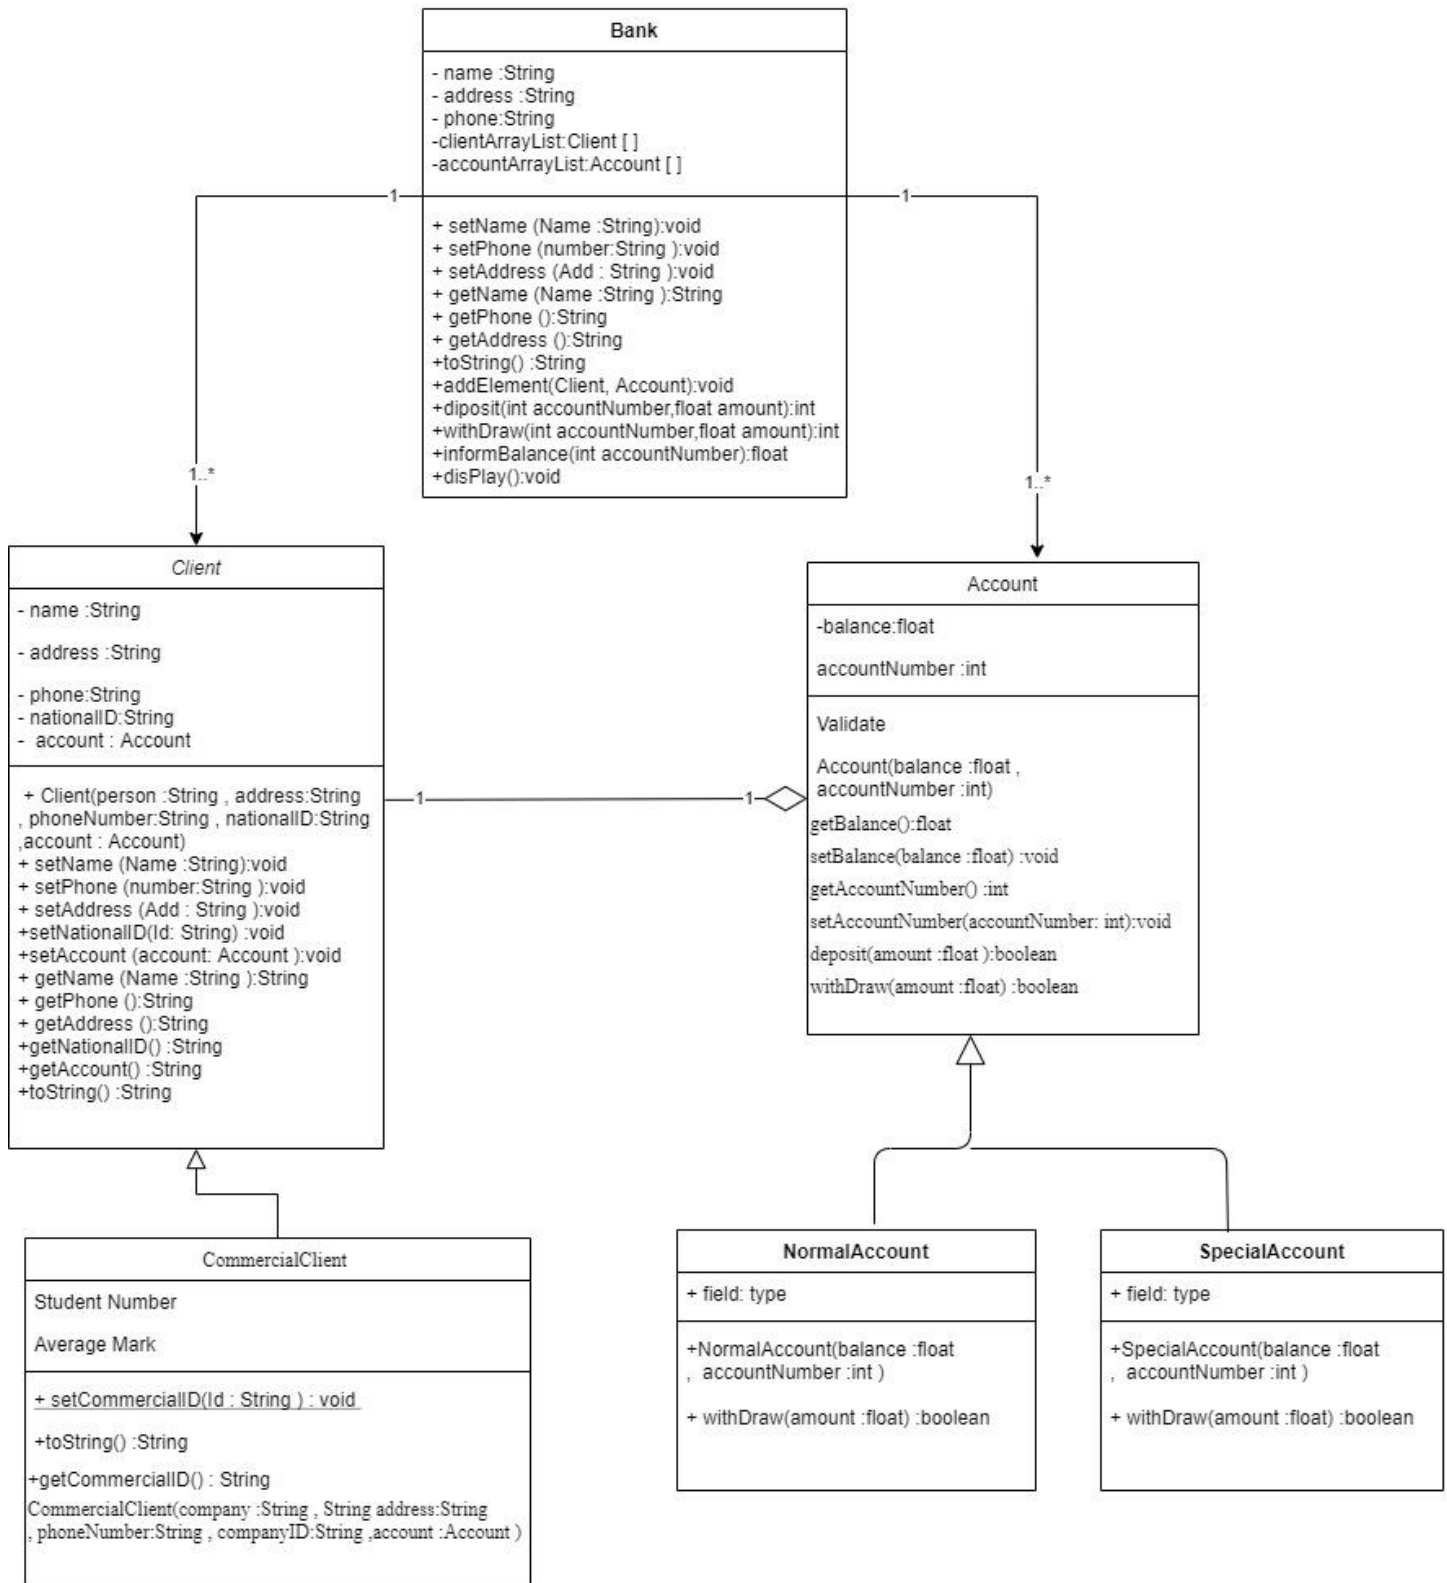 Bank
- name :String
- address :String
- phone:String
-clientArrayList:Client [ ]
-accountArrayList:Account [ ]
1
1
+ setName (Name :String):void
+ setPhone (number:String ):void
+ setAddress (Add : String ):void
+ getName (Name :String ):String
+ getPhone ():String
+ getAddress ():String
+toString() :String
+addElement(Client, Account):void
+diposit(int accountNumber,float amount):int
+withDraw(int accountNumber,float amount):int
+informBalance(int accountNumber):float
+disPlay():void
1..*
1..*
Client
- name :String
- address :String
- phone:String
- nationalID:String
- account : Account
+ Client(person :String , address:String
, phoneNumber:String , nationalID:String
,account : Account)
+ setName (Name :String):void
+ setPhone (number:String ):void
+ setAddress (Add : String ):void
+setNationalID(Id: String) :void
+setAccount (account: Account ):void
+ getName (Name :String ):String
+ getPhone ():String
+ getAddress ():String
+getNationalID() :String
+getAccount() :String
+toString() :String
1
1
Account
-balance:float
accountNumber :int
Validate
Account(balance :float ,
accountNumber :int)
getBalance():float
setBalance(balance :float) :void
getAccountNumber() :int
setAccountNumber(accountNumber: int):void
deposit(amount :float ):boolean
withDraw(amount :float) :boolean
CommercialClient
Student Number
Average Mark
+ setCommercialID(Id : String ) : void
+toString() :String
+getCommercialID() : String
CommercialClient(company :String , String address:String
, phoneNumber:String , companyID:String ,account :Account )
NormalAccount
+ field: type
+NormalAccount(balance :float
, accountNumber :int )
+ withDraw(amount :float) :boolean
SpecialAccount
+ field: type
+SpecialAccount(balance :float
, accountNumber :int )
+ withDraw(amount :float) :boolean